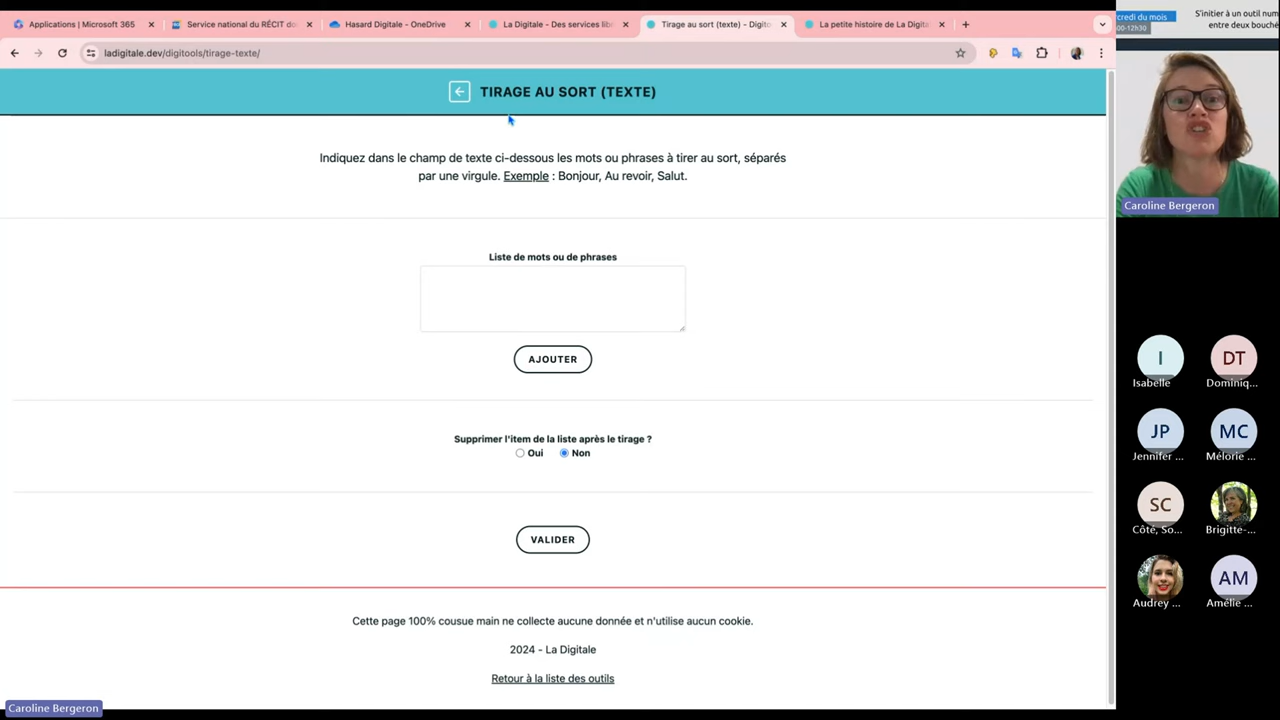 Applications | Microsoft 365
Service national du RÉCIT do
Hasard Digitale - OneDrive
La Digitale - Des services lib
Tirage au sort (texte) - Digito
La petite histoire de La Digita
ladigitale.dev/digitools/tirage-texte/
credi du mois
00-12h30
S'initier à un outil num
entre deux bouché
TIRAGE AU SORT (TEXTE)
Indiquez dans le champ de texte ci-dessous les mots ou phrases à tirer au sort, séparés
par une virgule. Exemple : Bonjour, Au revoir, Salut.
Liste de mots ou de phrases
AJOUTER
Supprimer l'item de la liste après le tirage ?
Oui Non
VALIDER
Cette page 100% cousue main ne collecte aucune donnée et n'utilise aucun cookie.
2024 - La Digitale
Retour à la liste des outils
Caroline Bergeron
Caroline Bergeron
I
Isabelle
DT
Dominiq...
JP
Jennifer ...
MC
Mélorie ...
SC
Côté, So...
Brigitte-...
Audrey ...
AM
Amélie ...